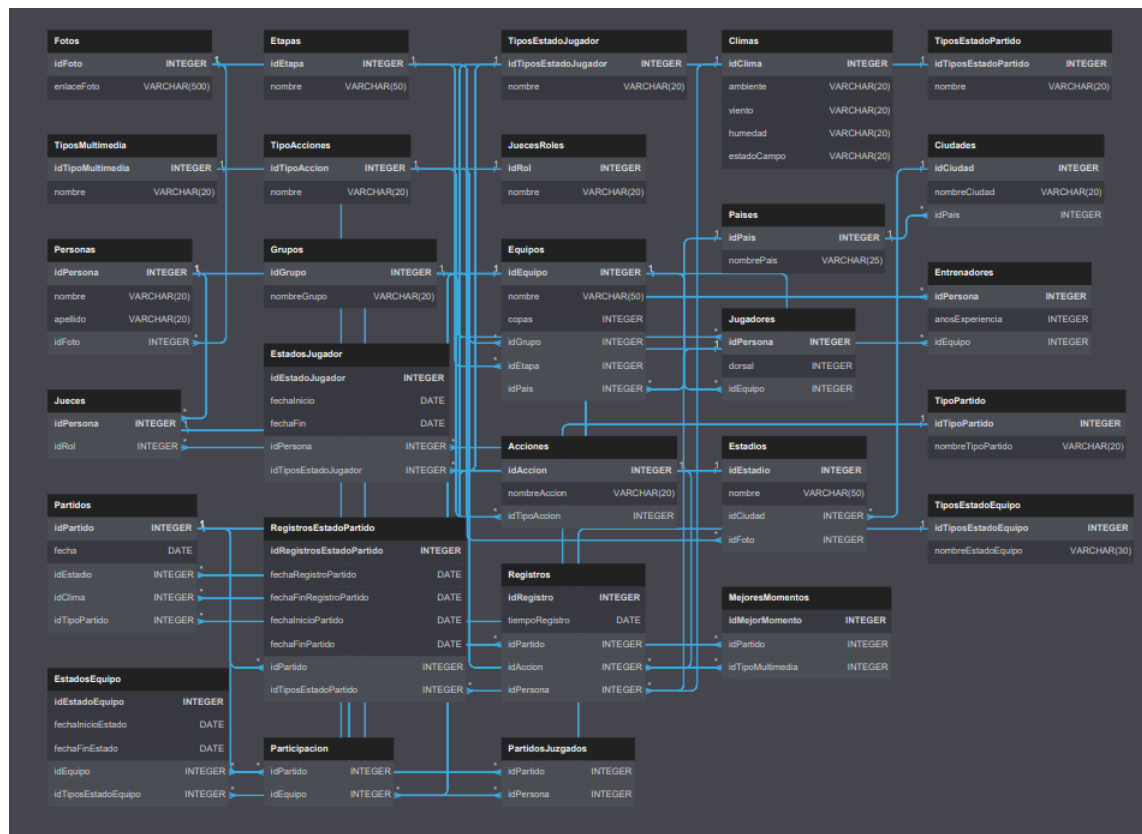 Fotos
idFoto INTEGER
enlaceFoto VARCHAR(500)
Etapas
idEtapa INTEGER
nombre VARCHAR(50)
TiposEstadoJugador
idTiposEstadoJugador INTEGER
nombre VARCHAR(20)
Climas
idClima INTEGER
ambiente VARCHAR(20)
viento VARCHAR(20)
humedad VARCHAR(20)
estadoCampo VARCHAR(20)
TiposEstadoPartido
idTiposEstadoPartido INTEGER
nombre VARCHAR(20)
TiposMultimedia
idTipoMultimedia INTEGER
nombre VARCHAR(20)
TipoAcciones
idTipoAccion INTEGER
nombre VARCHAR(20)
JuecesRoles
idRol INTEGER
nombre VARCHAR(20)
Ciudades
idCiudad INTEGER
nombreCiudad VARCHAR(20)
idPais INTEGER
Paises
idPais INTEGER
nombrePais VARCHAR(25)
Personas
idPersona INTEGER
nombre VARCHAR(20)
apellido VARCHAR(20)
idFoto INTEGER
Grupos
idGrupo INTEGER
nombreGrupo VARCHAR(20)
Equipos
idEquipo INTEGER
nombre VARCHAR(50)
copas INTEGER
idGrupo INTEGER
idEtapa INTEGER
idPais INTEGER
Entrenadores
idPersona INTEGER
anosExperiencia INTEGER
idEquipo INTEGER
Jugadores
idPersona INTEGER
dorsal INTEGER
idEquipo INTEGER
EstadosJugador
idEstadoJugador INTEGER
fechaInicio DATE
fechaFin DATE
idPersona INTEGER
idTiposEstadoJugador INTEGER
Jueces
idPersona INTEGER
idRol INTEGER
TipoPartido
idTipoPartido INTEGER
nombreTipoPartido VARCHAR(20)
Acciones
idAccion INTEGER
nombreAccion VARCHAR(20)
idTipoAccion INTEGER
Estadios
idEstadio INTEGER
nombre VARCHAR(50)
idCiudad INTEGER
idFoto INTEGER
Partidos
idPartido INTEGER
fecha DATE
idEstadio INTEGER
idClima INTEGER
idTipoPartido INTEGER
TiposEstadoEquipo
idTiposEstadoEquipo INTEGER
nombreEstadoEquipo VARCHAR(30)
RegistrosEstadoPartido
idRegistrosEstadoPartido INTEGER
fechaRegistroPartido DATE
fechaFinRegistroPartido DATE
fechaInicioPartido DATE
fechaFinPartido DATE
idPartido INTEGER
idTiposEstadoPartido INTEGER
Registros
idRegistro INTEGER
tiempoRegistro DATE
idPartido INTEGER
idAccion INTEGER
idPersona INTEGER
MejoresMomentos
idMejorMomento INTEGER
idPartido INTEGER
idTipoMultimedia INTEGER
EstadosEquipo
idEstadoEquipo INTEGER
fechaInicioEstado DATE
fechaFinEstado DATE
idEquipo INTEGER
idTiposEstadoEquipo INTEGER
Participacion
idPartido INTEGER
idEquipo INTEGER
PartidosJuzgados
idPartido INTEGER
idPersona INTEGER